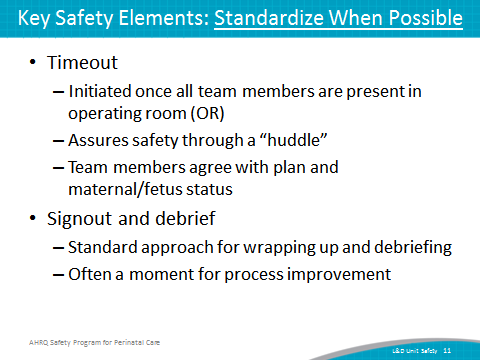 Key Safety Elements: Standardize When Possible
• Timeout
– Initiated once all team members are present in
operating room (OR)
– Assures safety through a “huddle”
– Team members agree with plan and
maternal/fetus status
• Signout and debrief
– Standard approach for wrapping up and debriefing
– Often a moment for process improvement
AHRQ Safety Program for Perinatal Care
L&D Unit Safety 11